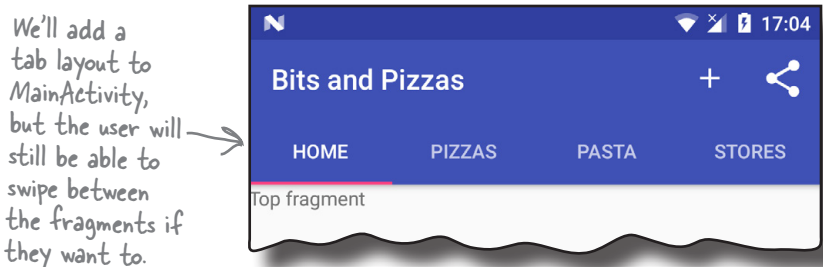 We'll add a
tab layout to
MainActivity,
but the user will
still be able to
swipe between
the fragments if
they want to.
17:04
Bits and Pizzas
+
HOME PIZZAS PASTA STORES
Top fragment